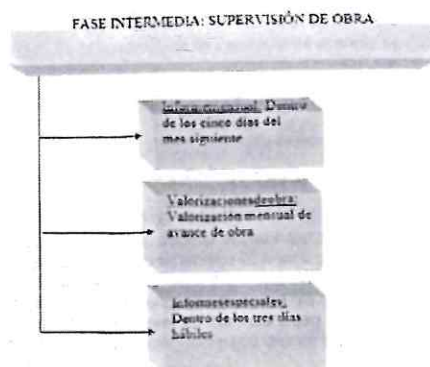 FASE INTERMEDIA: SUPERVISIÓN DE OBRA
Dentro
de los cinco días del
mes siguiente
Valorizacionesdeobra:
Valorización mensual de
avance de obra
Informesespeciales:
Dentro de los tres días
hábiles